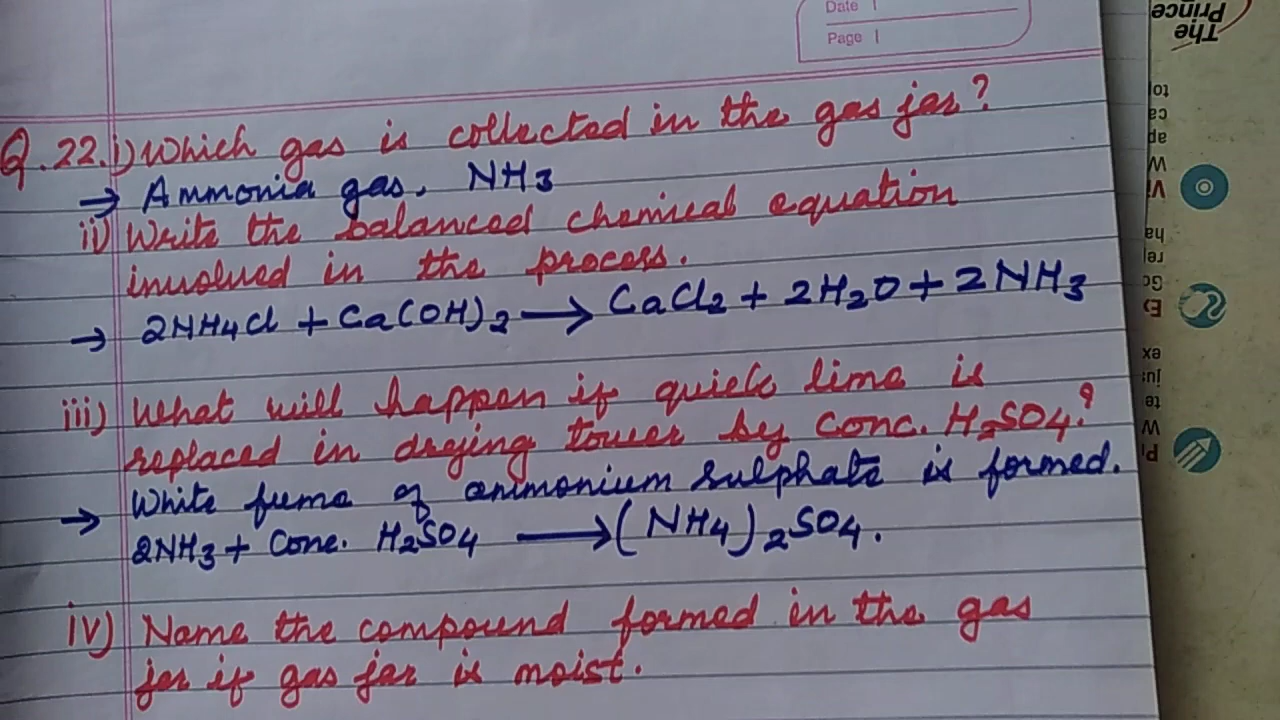 Date
Page
Q.22.i) Which gas is collected in the gas jar?
→ Ammonia gas. NH3
ii) Write the balanced chemical equation
involved in the process.
→ 2NH4Cl + Ca(OH)2 → CaCl2 + 2H2O + 2NH3
iii) What will happen if quick lime is
replaced in drying tower by conc. H2SO4?
→ White fume of ammonium sulphate is formed.
2NH3 + Conc. H2SO4 → (NH4)2SO4.
iv) Name the compound formed in the gas
jar if gas jar is moist.
The
Prince